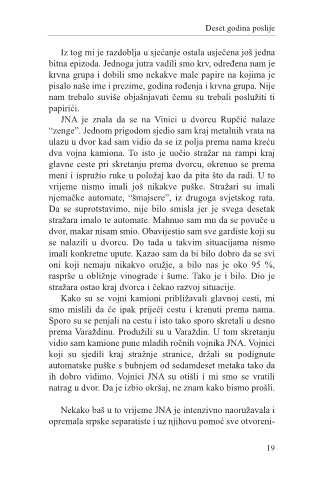 Deset godina poslije
Iz tog mi je razdoblja u sjećanje ostala usječena još jedna
bitna epizoda. Jednoga jutra vadili smo krv, određena nam je
krvna grupa i dobili smo nekakve male papire na kojima je
pisalo naše ime i prezime, godina rođenja i krvna grupa. Nije
nam trebalo suviše objašnjavati čemu su trebali poslužiti ti
papirići.
JNA je znala da se na Vinici u dvorcu Rupčić nalaze
“zenge”. Jednom prigodom sjedio sam kraj metalnih vrata na
ulazu u dvor kad sam vidio da se iz polja prema nama kreću
dva vojna kamiona. To isto je uočio stražar na rampi kraj
glavne ceste pri skretanju prema dvorcu, okrenuo se prema
meni i ispružio ruke u položaj kao da pita što da radi. U to
vrijeme nismo imali još nikakve puške. Stražari su imali
njemačke automate, “šmajsere”, iz drugoga svjetskog rata.
Da se suprotstavimo, nije bilo smisla jer je svega desetak
stražara imalo te automate. Mahnuo sam mu da se povuče u
dvor, makar nisam smio. Obavijestio sam sve gardiste koji su
se nalazili u dvorcu. Do tada u takvim situacijama nismo
imali konkretne upute. Kazao sam da bi bilo dobro da se svi
oni koji nemaju nikakvo oružje, a bilo nas je oko 95 %,
rasprše u obližnje vinograde i šume. Tako je i bilo. Dio je
stražara ostao kraj dvorca i čekao razvoj situacije.
Kako su se vojni kamioni približavali glavnoj cesti, mi
smo mislili da će ipak prijeći cestu i krenuti prema nama.
Sporo su se penjali na cestu i isto tako sporo skretali u desno
prema Varaždinu. Produžili su u Varaždin. U tom skretanju
vidio sam kamione pune mladih ročnih vojnika JNA. Vojnici
koji su sjedili kraj stražnje stranice, držali su podignute
automatske puške s bubnjem od sedamdeset metaka tako da
ih dobro vidimo. Vojnici JNA su otišli i mi smo se vratili
natrag u dvor. Da je izbio okršaj, ne znam kako bismo prošli.
Nekako baš u to vrijeme JNA je intenzivno naoružavala i
opremala srpske separatiste i uz njihovu pomoć sve otvoreni-
19